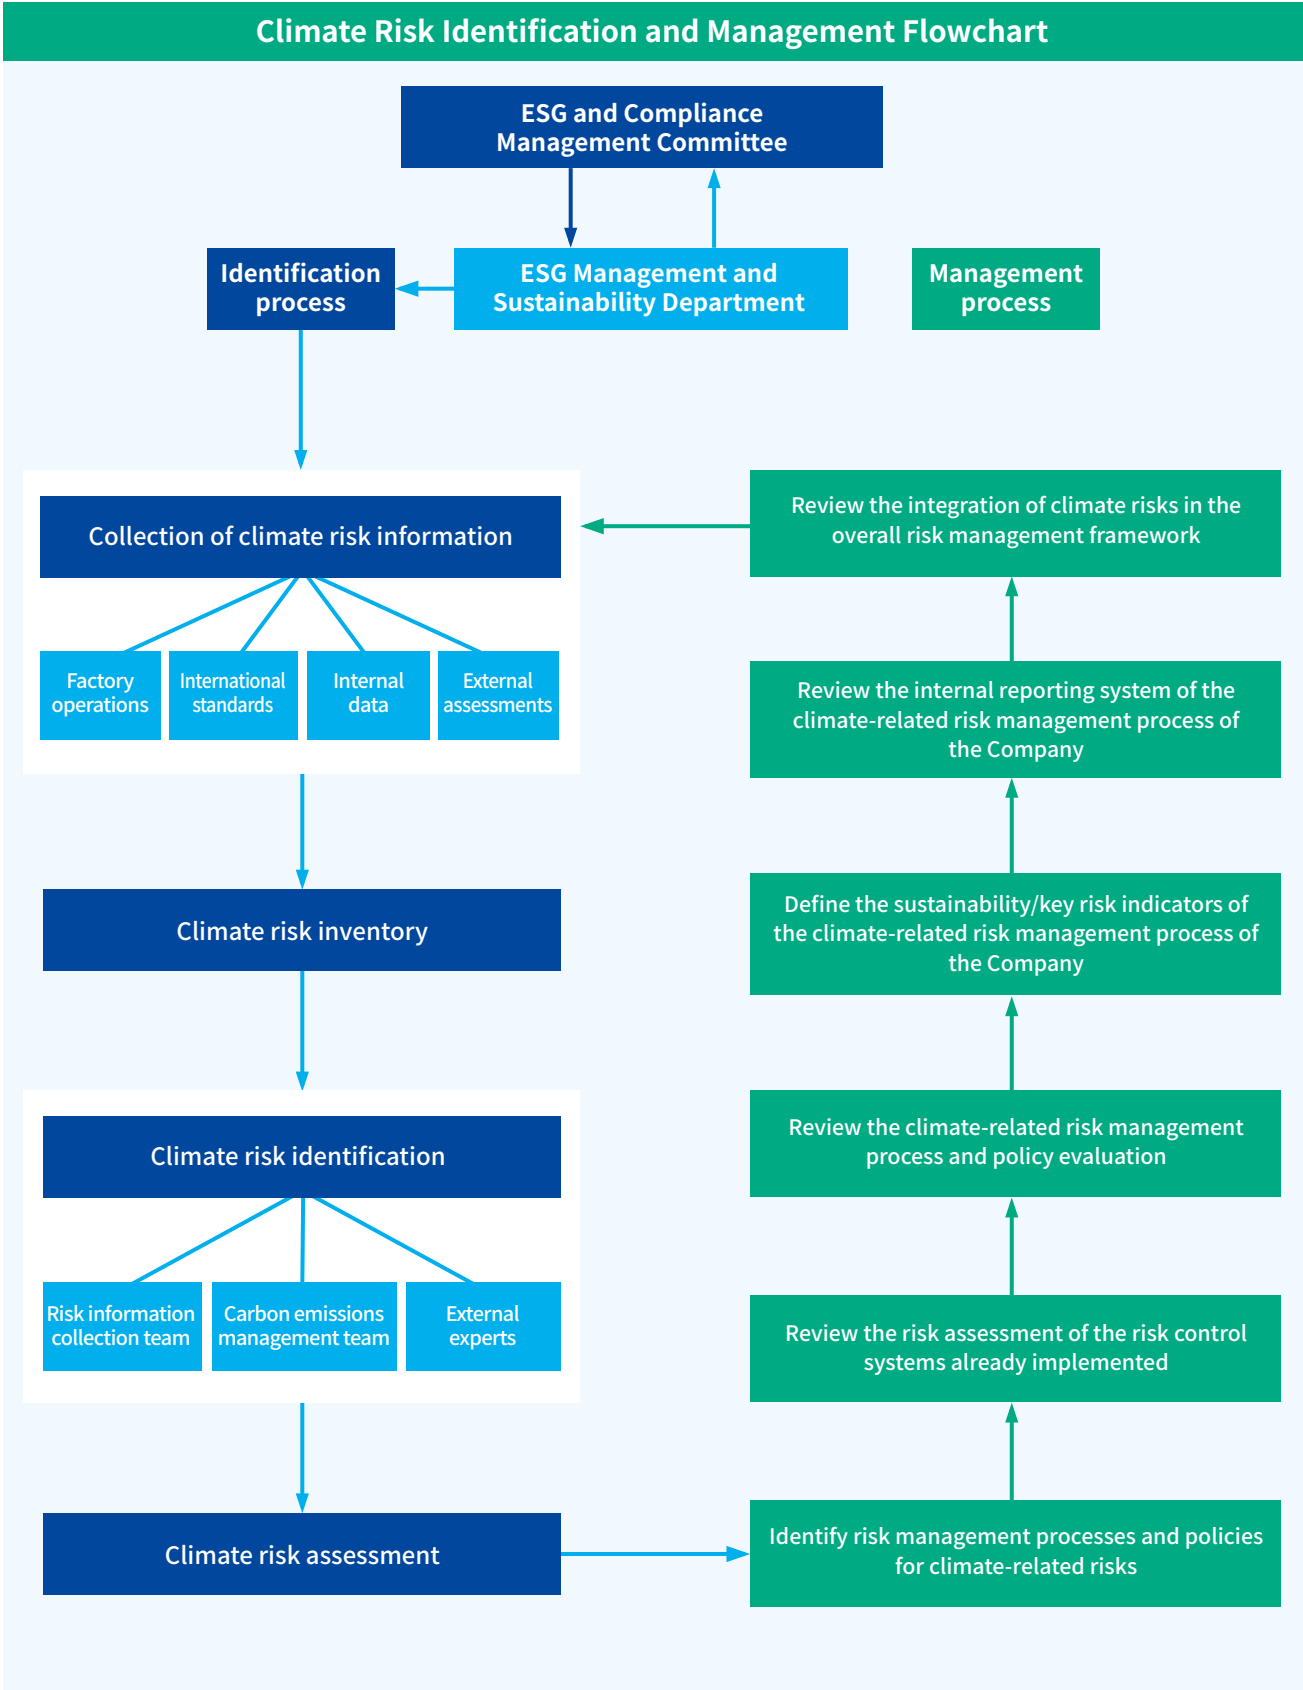 Climate Risk Identification and Management Flowchart
ESG and Compliance
Management Committee
Identification
process
ESG Management and
Sustainability Department
Management
process
Collection of climate risk information
Factory
operations
International
standards
Internal
data
External
assessments
Climate risk inventory
Climate risk identification
Risk information
collection team
Carbon emissions
management team
External
experts
Climate risk assessment
Review the integration of climate risks in the
overall risk management framework
Review the internal reporting system of the
climate-related risk management process of
the Company
Define the sustainability/key risk indicators of
the climate-related risk management process of
the Company
Review the climate-related risk management
process and policy evaluation
Review the risk assessment of the risk control
systems already implemented
Identify risk management processes and policies
for climate-related risks